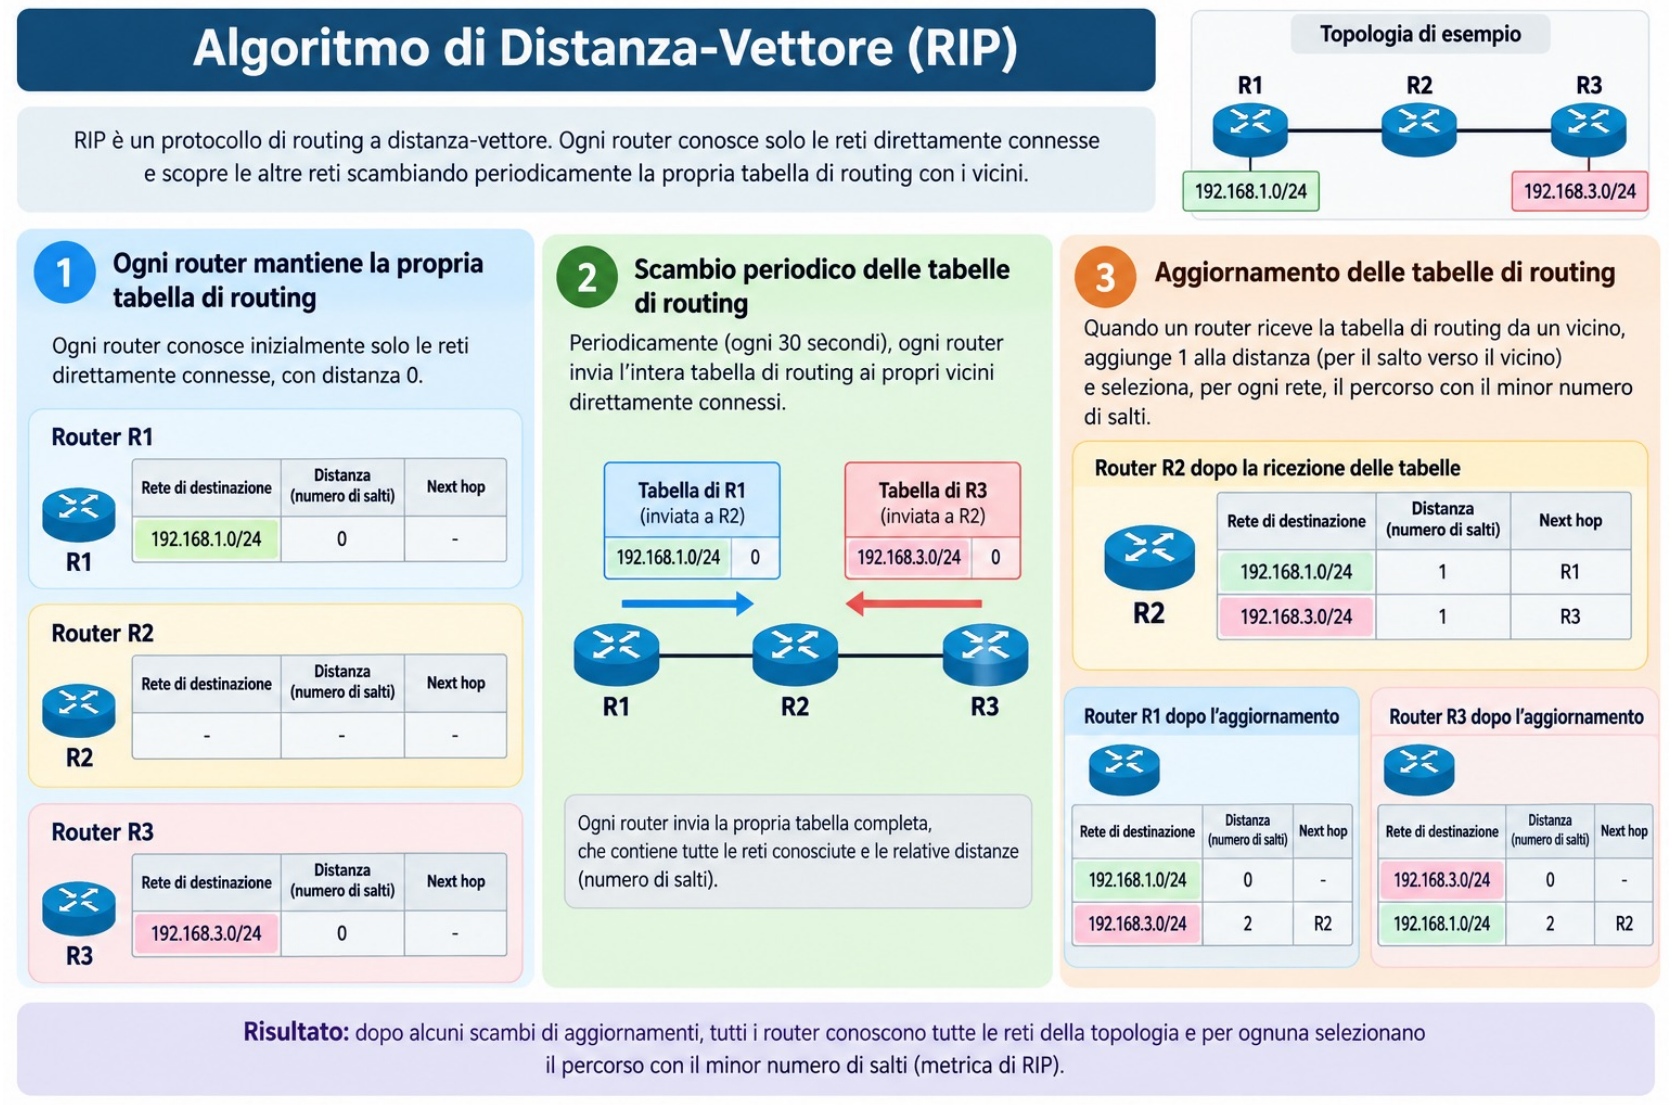 Algoritmo di Distanza-Vettore (RIP)
RIP è un protocollo di routing a distanza-vettore. Ogni router conosce solo le reti direttamente connesse
e scopre le altre reti scambiando periodicamente la propria tabella di routing con i vicini.
Topologia di esempio
R1 R2 R3
192.168.1.0/24 192.168.3.0/24
1 Ogni router mantiene la propria
tabella di routing
Ogni router conosce inizialmente solo le reti
direttamente connesse, con distanza 0.
Router R1
Rete di destinazione Distanza (numero di salti) Next hop
192.168.1.0/24 0 -
R1
Router R2
Rete di destinazione Distanza (numero di salti) Next hop
- - -
R2
Router R3
Rete di destinazione Distanza (numero di salti) Next hop
192.168.3.0/24 0 -
R3
2 Scambio periodico delle tabelle
di routing
Periodicamente (ogni 30 secondi), ogni router
invia l'intera tabella di routing ai propri vicini
direttamente connessi.
Tabella di R1
(inviata a R2)
192.168.1.0/24 0
Tabella di R3
(inviata a R2)
192.168.3.0/24 0
R1 R2 R3
Ogni router invia la propria tabella completa,
che contiene tutte le reti conosciute e le relative distanze
(numero di salti).
3 Aggiornamento delle tabelle di routing
Quando un router riceve la tabella di routing da un vicino,
aggiunge 1 alla distanza (per il salto verso il vicino)
e seleziona, per ogni rete, il percorso con il minor numero
di salti.
Router R2 dopo la ricezione delle tabelle
Rete di destinazione Distanza (numero di salti) Next hop
192.168.1.0/24 1 R1
192.168.3.0/24 1 R3
R2
Router R1 dopo l'aggiornamento
Rete di destinazione Distanza (numero di salti) Next hop
192.168.1.0/24 0 -
192.168.3.0/24 2 R2
Router R3 dopo l'aggiornamento
Rete di destinazione Distanza (numero di salti) Next hop
192.168.3.0/24 0 -
192.168.1.0/24 2 R2
Risultato: dopo alcuni scambi di aggiornamenti, tutti i router conoscono tutte le reti della topologia e per ognuna selezionano
il percorso con il minor numero di salti (metrica di RIP).